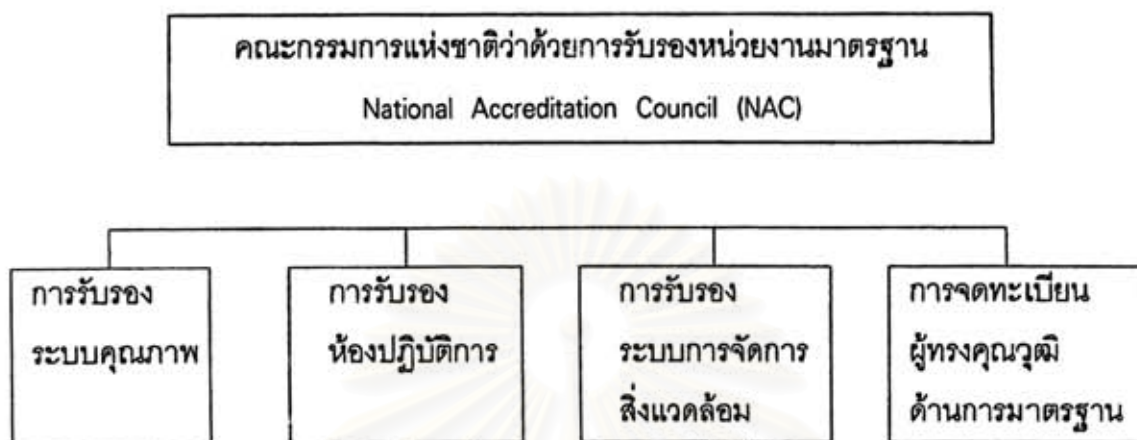 คณะกรรมการแห่งชาติว่าด้วยการรับรองหน่วยงานมาตรฐาน
National Accreditation Council (NAC)
การรับรอง
ระบบคุณภาพ
การรับรอง
ห้องปฏิบัติการ
การรับรอง
ระบบการจัดการ
สิ่งแวดล้อม
การจดทะเบียน
ผู้ทรงคุณวุฒิ
ด้านการมาตรฐาน